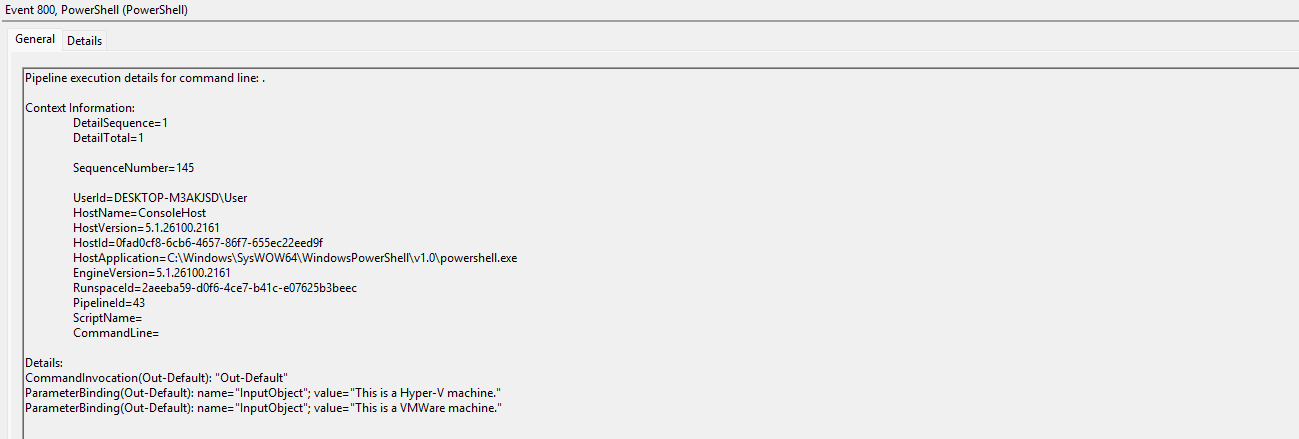 Event 800, PowerShell (PowerShell)
General Details
Pipeline execution details for command line: .
Context Information:
DetailSequence=1
DetailTotal=1
SequenceNumber=145
UserId=DESKTOP-M3AKJSD\User
HostName=ConsoleHost
HostVersion=5.1.26100.2161
HostId=0fad0cf8-6cb6-4657-86f7-655ec22eed9f
HostApplication=C:\Windows\SysWOW64\WindowsPowerShell\v1.0\powershell.exe
EngineVersion=5.1.26100.2161
RunspaceId=2aeeba59-d0f6-4ce7-b41c-e07625b3beec
PipelineId=43
ScriptName=
CommandLine=
Details:
CommandInvocation(Out-Default): "Out-Default"
ParameterBinding(Out-Default): name="InputObject"; value="This is a Hyper-V machine."
ParameterBinding(Out-Default): name="InputObject"; value="This is a VMWare machine."